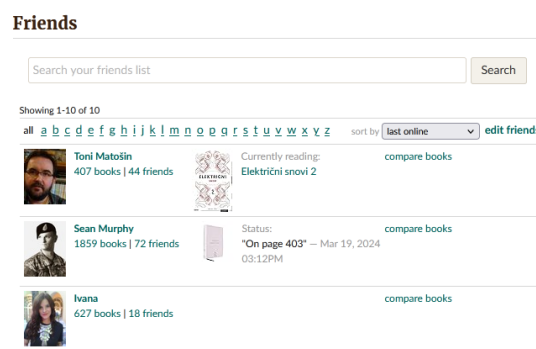 Friends
Search your friends list
Search
Showing 1-10 of 10
all a b c d e f g h i j k l m n o p q r s t u v w x y z
sort by last online edit friends
Toni Matošin
407 books | 44 friends
ELEKTRIČNI
2
Currently reading:
Električni snovi 2
compare books
Sean Murphy
1859 books | 72 friends
Status:
"On page 403" — Mar 19, 2024
03:12PM
compare books
Ivana
627 books | 18 friends
compare books